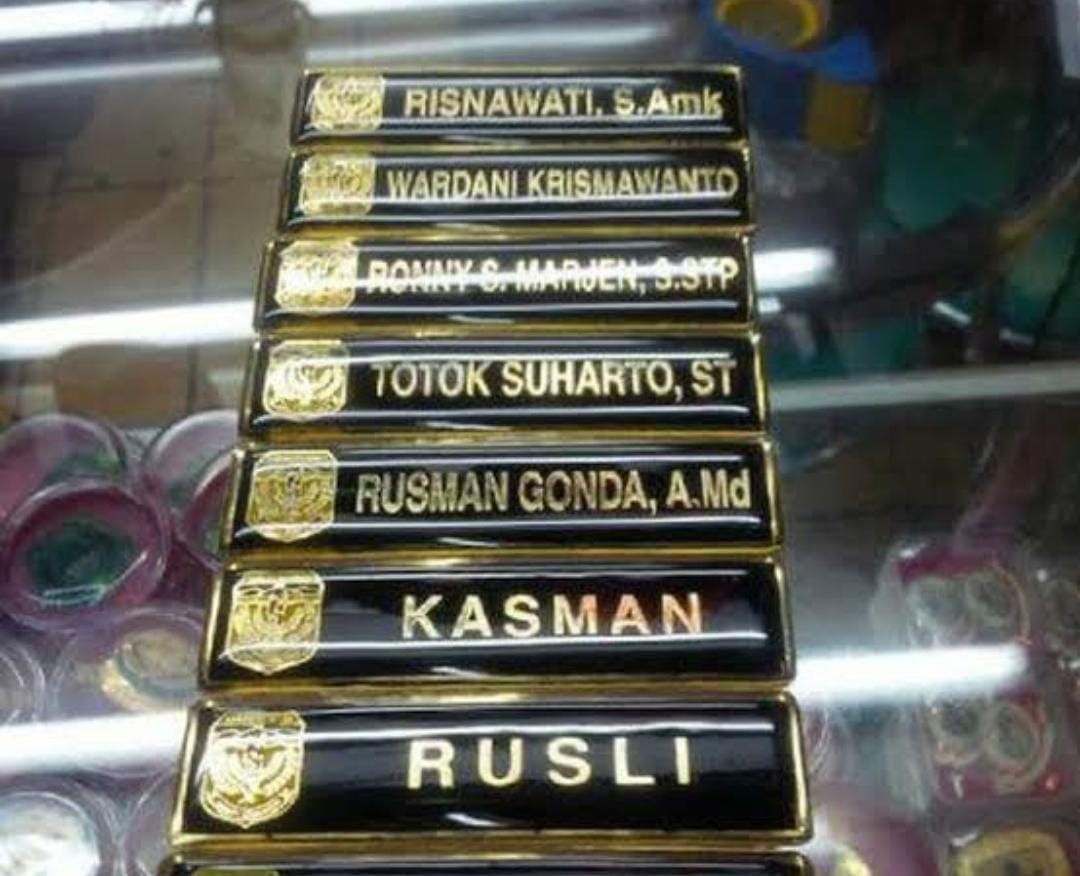 RISNAWATI, S.Amk
WARDANI KRISMAWANTO
RONNY S. MARJEN, S.STP
TOTOK SUHARTO, ST
RUSMAN GONDA, A.Md
KASMAN
RUSLI